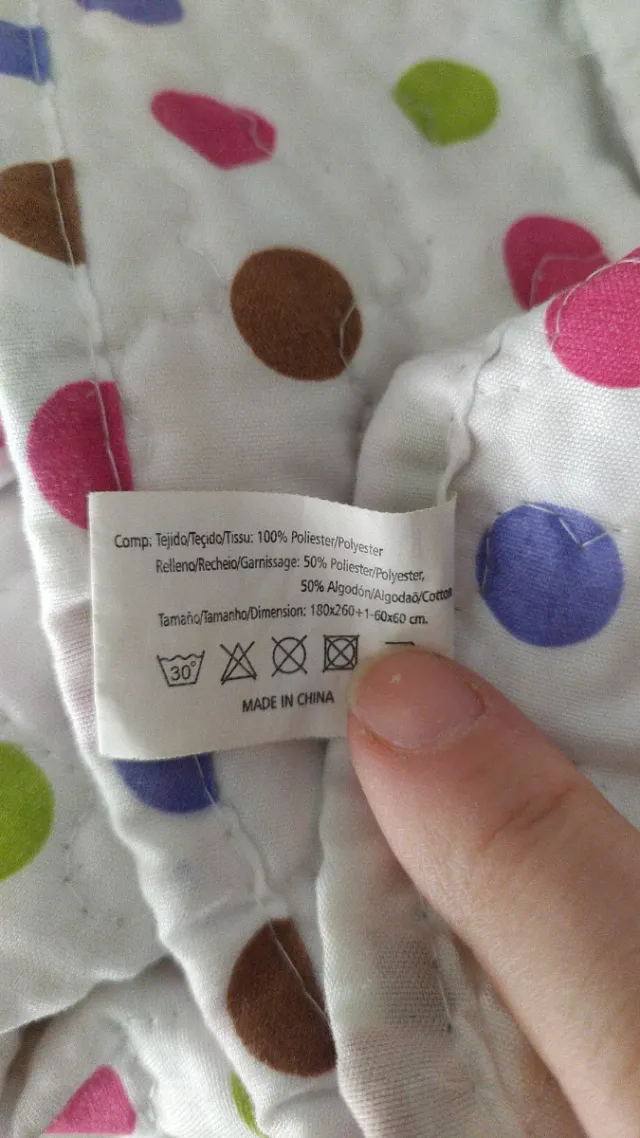 Comp: Tejido/Teçido/Tissu: 100% Poliester/Polyester
Relleno/Recheio/Garnissage: 50% Poliester/Polyester,
50% Algodón/Algodaõ/Cotton
Tamaño/Tamanho/Dimension: 180x260+1-60x60 cm.
30°
MADE IN CHINA